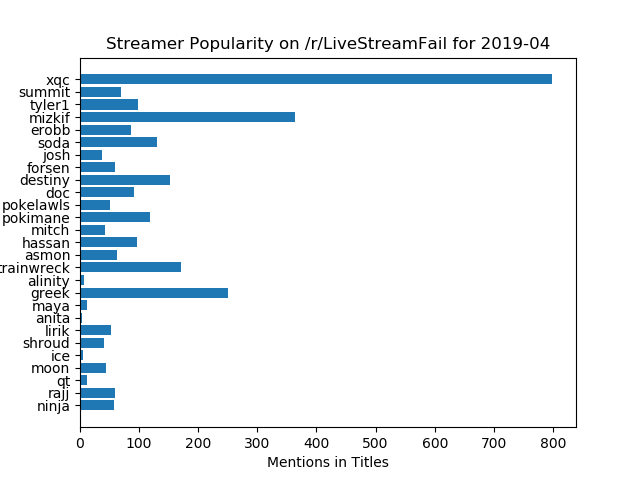 Streamer Popularity on /r/LiveStreamFail for 2019-04
xqc
summit
tyler1
mizkif
erobb
soda
josh
forsen
destiny
doc
pokelawls
pokimane
mitch
hassan
asmon
trainwreck
alinity
greek
maya
anita
lirik
shroud
ice
moon
qt
rajj
ninja
0 100 200 300 400 500 600 700 800
Mentions in Titles